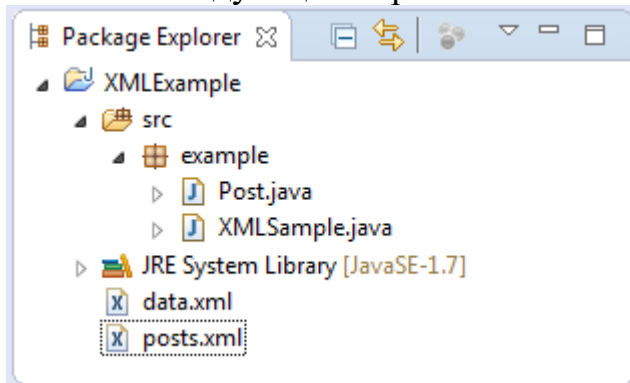 Package Explorer
XMLExample
src
example
Post.java
XMLSample.java
JRE System Library [JavaSE-1.7]
data.xml
posts.xml